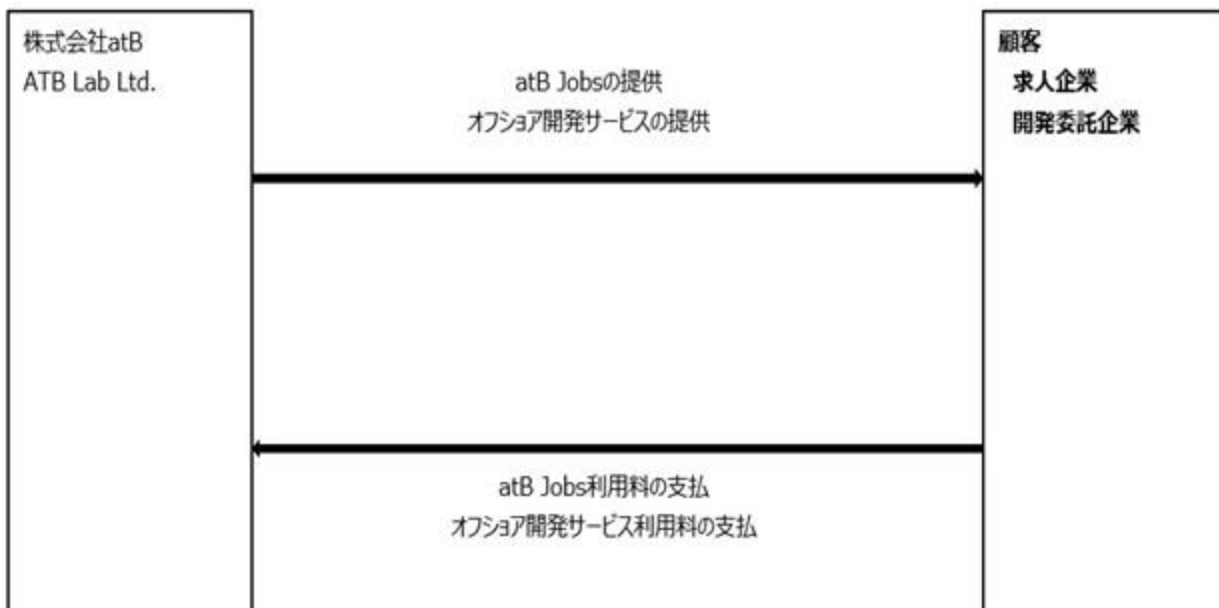 株式会社atB
ATB Lab Ltd.
atB Jobsの提供
オフショア開発サービスの提供
顧客
求人企業
開発委託企業
atB Jobs利用料の支払
オフショア開発サービス利用料の支払